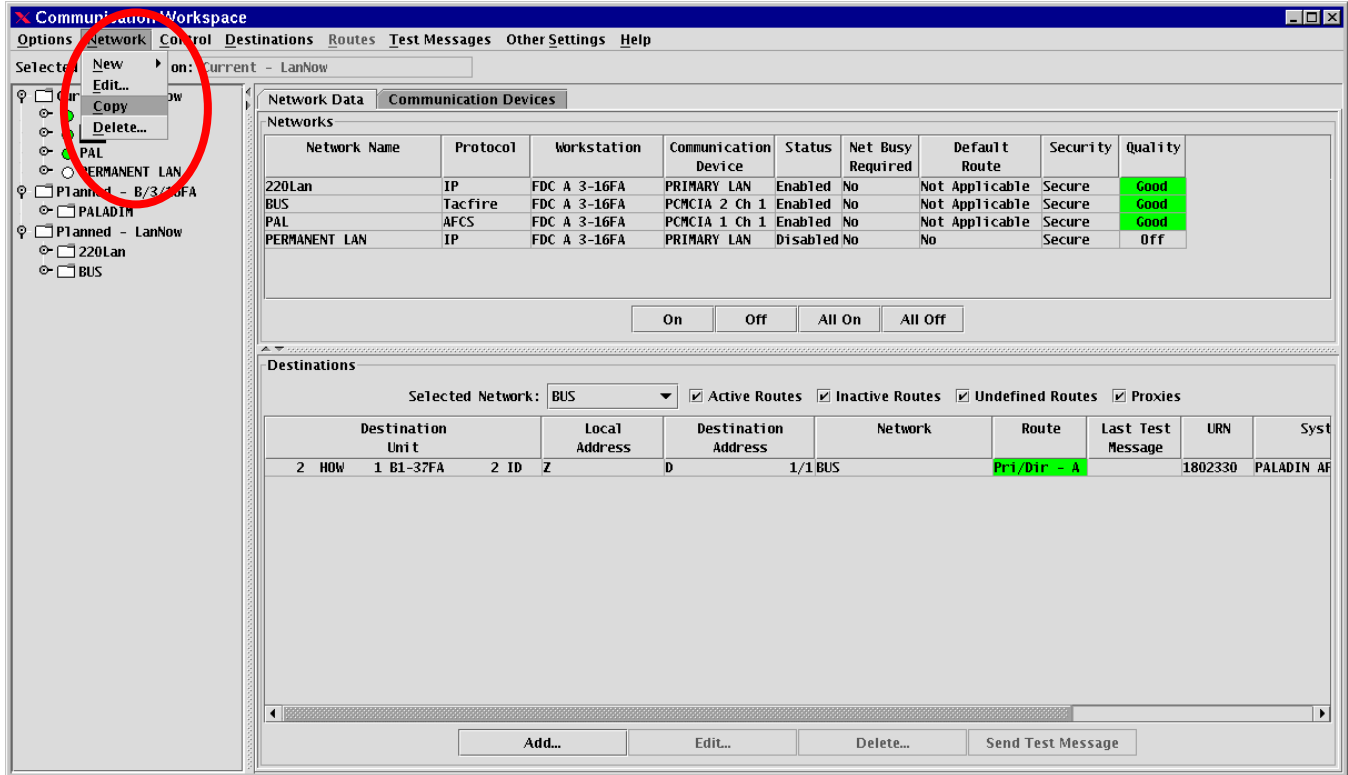 Communication Workspace
Options Network Control Destinations Routes Test Messages Other Settings Help
Selected on: Current - LanNow
New
Edit...
Copy
Delete...
PAL
PERMANENT LAN
Planned - B/3/16FA
PALADIM
Planned - LanNow
220Lan
BUS
Network Data Communication Devices
Networks
Network Name Protocol Workstation Communication Device Status Net Busy Required Default Route Security Quality
220Lan IP FDC A 3-16FA PRIMARY LAN Enabled No Not Applicable Secure Good
BUS Tacfire FDC A 3-16FA PCMCIA 2 Ch 1 Enabled No Not Applicable Secure Good
PAL AFCS FDC A 3-16FA PCMCIA 1 Ch 1 Enabled No Not Applicable Secure Good
PERMANENT LAN IP FDC A 3-16FA PRIMARY LAN Disabled No No Secure Off
On Off All On All Off
Destinations
Selected Network: BUS Active Routes Inactive Routes Undefined Routes Proxies
Destination Unit Local Address Destination Address Network Route Last Test Message URN Syst
2 HOW 1 B1-37FA 2 ID Z D 1/1 BUS Pri/Dir - A 1802330 PALADIN AF
Add... Edit... Delete... Send Test Message